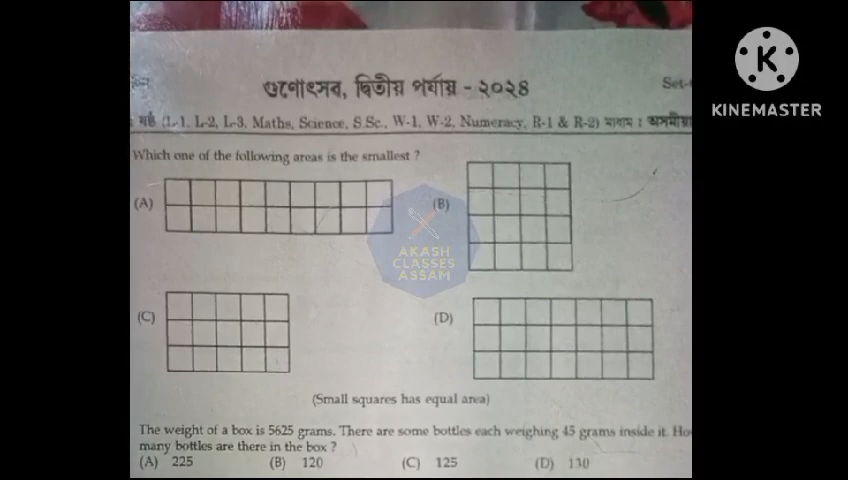 গুণোৎসৱ, দ্বিতীয় পৰ্যায় - ২০২৪
Set-
KINEMASTER
: ষষ্ঠ (L-1, L-2, L-3, Maths, Science, S.Sc., W-1, W-2, Numeracy, R-1 & R-2) মাধ্যম : অসমীয়া
Which one of the following areas is the smallest ?
(A)
(B)
AKASH
CLASSES
ASSAM
(C)
(D)
(Small squares has equal area)
The weight of a box is 5625 grams. There are some bottles each weighing 45 grams inside it. Ho
many bottles are there in the box ?
(A) 225 (B) 120 (C) 125 (D) 130